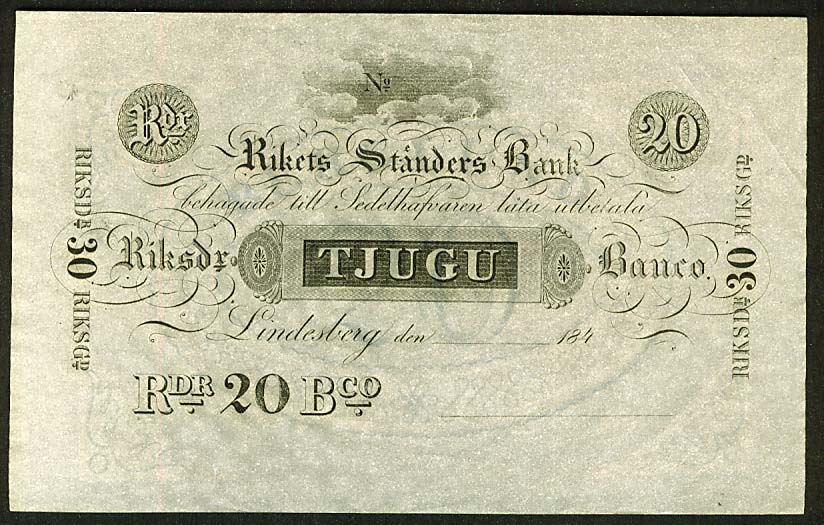 Nº
Rdr 20
Rikets Ständers Bank
behagade till Sedelhafvaren låta utbetala
Riksdr. TJUGU Banco.
Lindesberg den 184
RDR 20 BCO
RIKSDR 30 RIKSGD
RIKSDR 30 RIKSGD